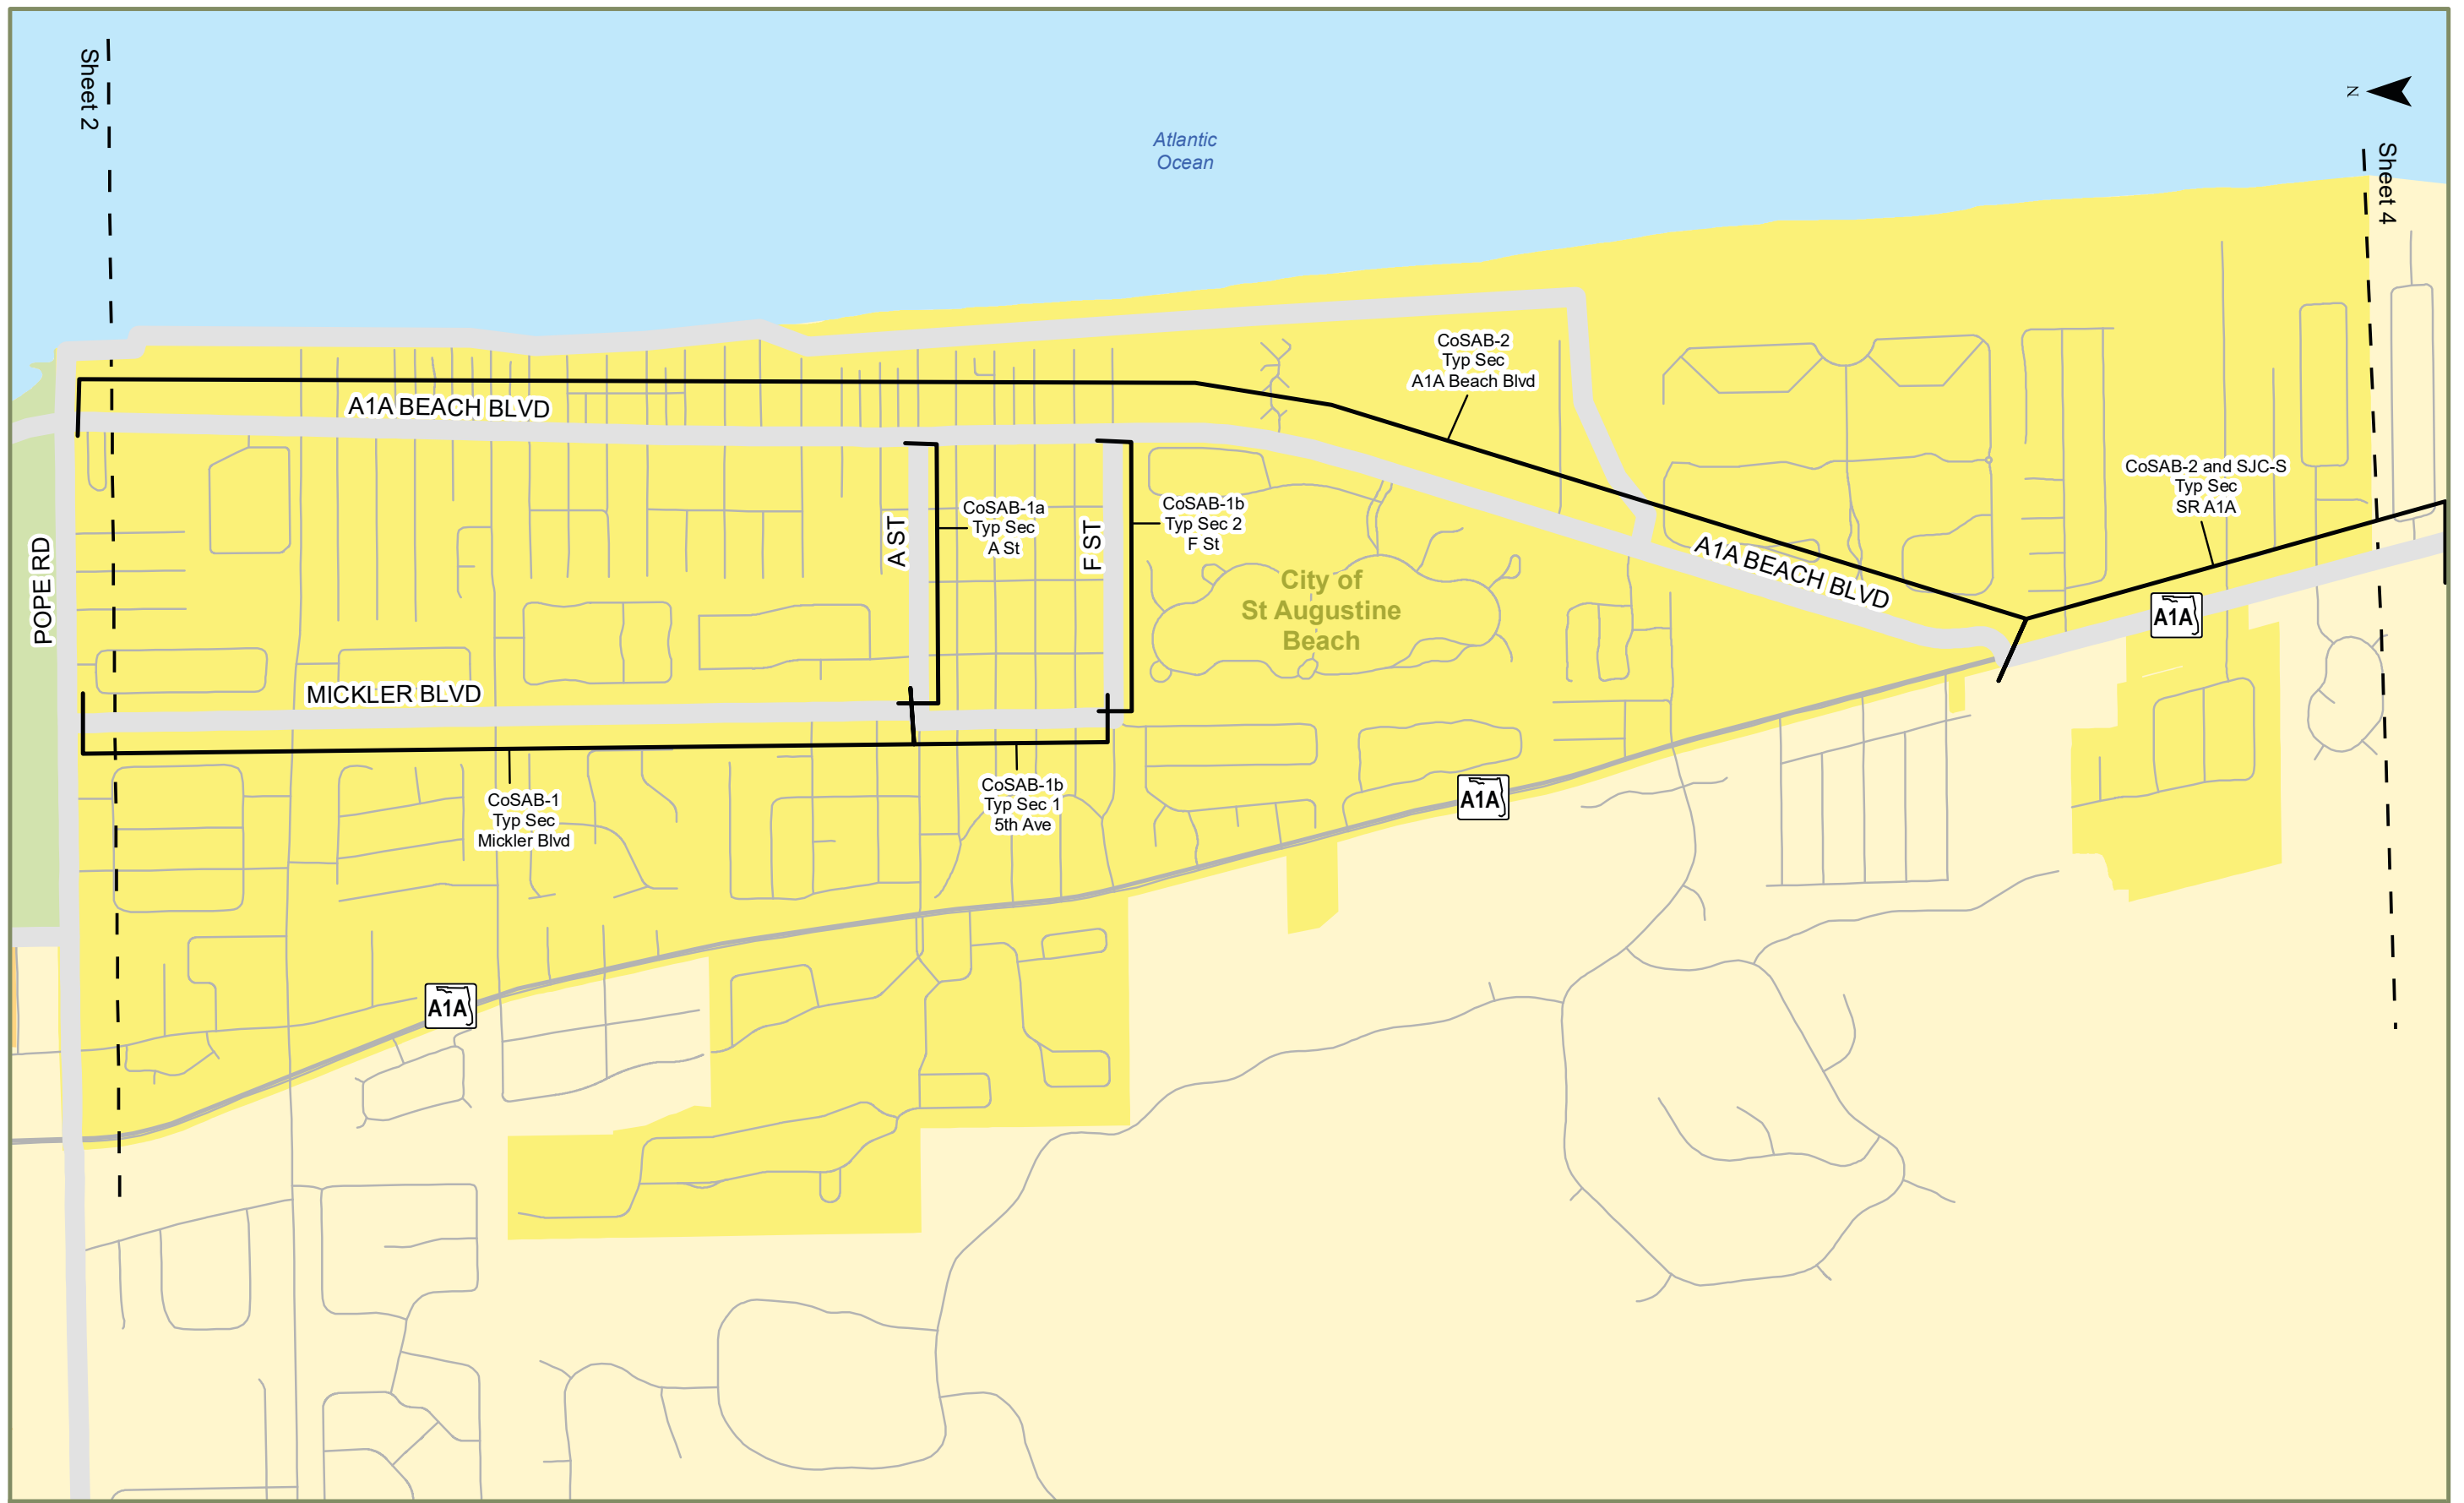 Sheet 2
N
Sheet 4
Atlantic
Ocean
A1A BEACH BLVD
CoSAB-2
Typ Sec
A1A Beach Blvd
CoSAB-2 and SJC-S
Typ Sec
SR A1A
POPE RD
A ST
CoSAB-1a
Typ Sec
A St
F ST
CoSAB-1b
Typ Sec 2
F St
City of
St Augustine
Beach
A1A BEACH BLVD
A1A
MICKLER BLVD
CoSAB-1
Typ Sec
Mickler Blvd
CoSAB-1b
Typ Sec 1
5th Ave
A1A
A1A